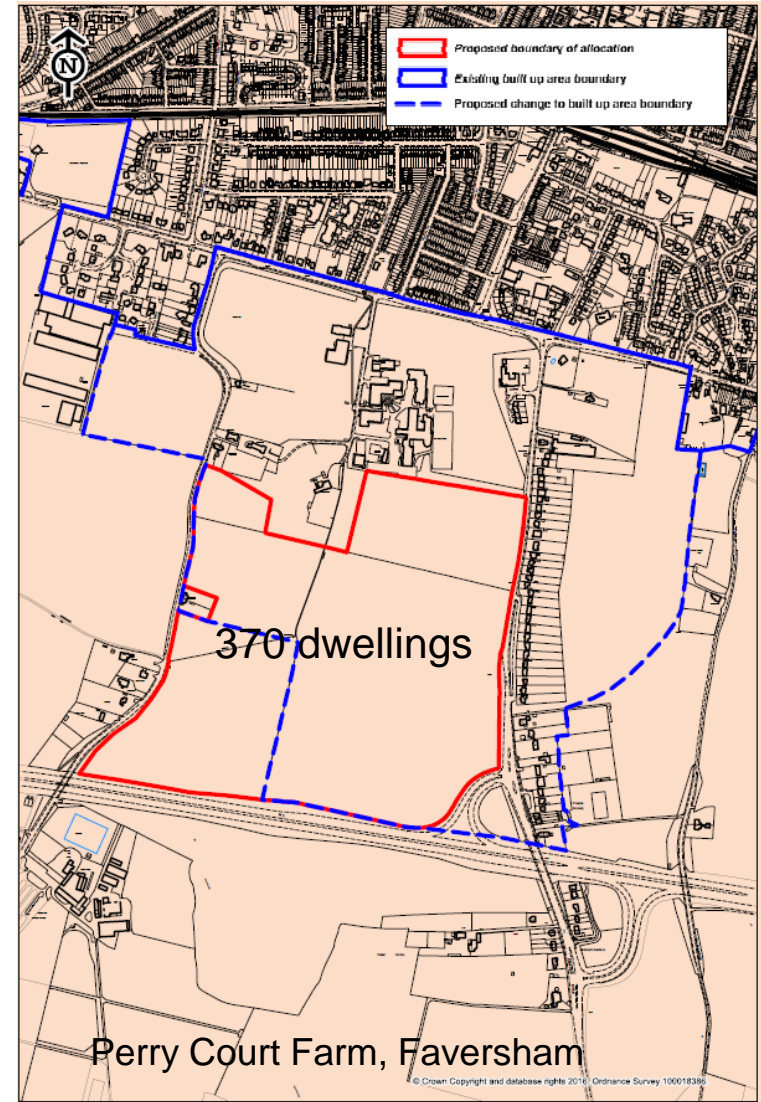 N
Proposed boundary of allocation
Existing built up area boundary
Proposed change to built up area boundary
370 dwellings
Perry Court Farm, Faversham
© Crown Copyright and database rights 2016. Ordnance Survey 100018386